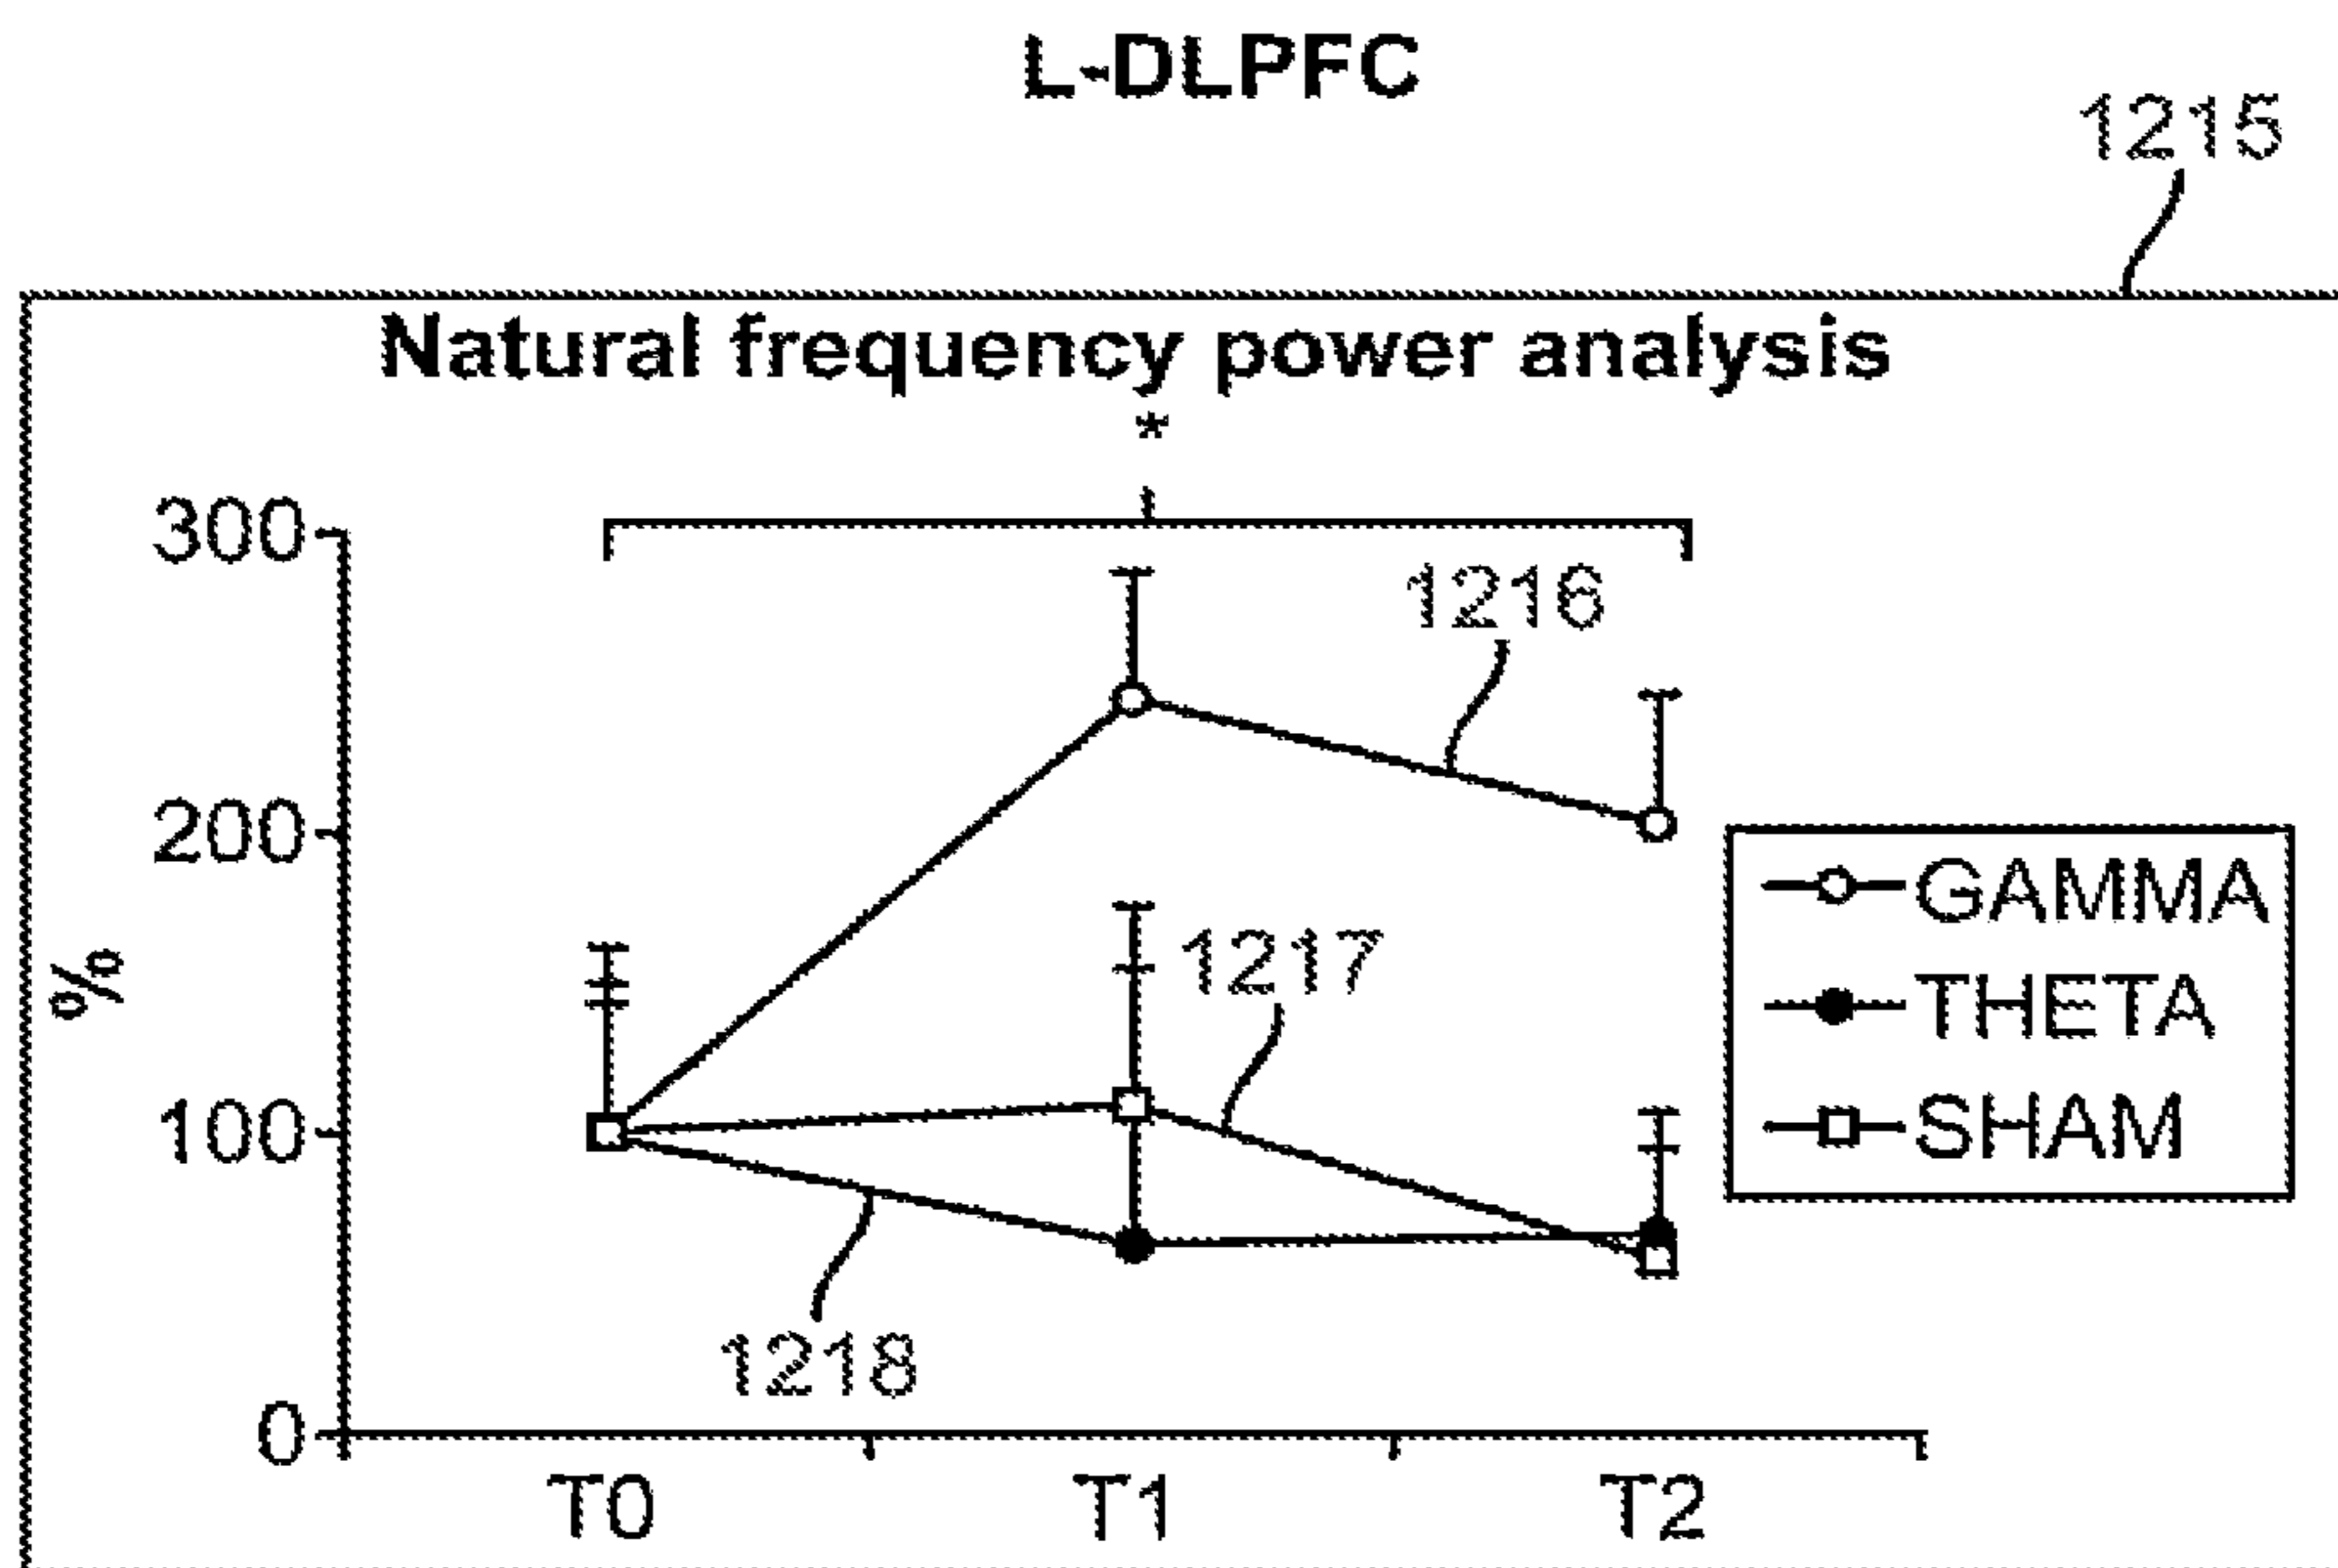 L-DLPFC
1215
Natural frequency power analysis
*
300
1216
200
GAMMA
1217
THETA
%
100
SHAM
1218
0
T0 T1 T2